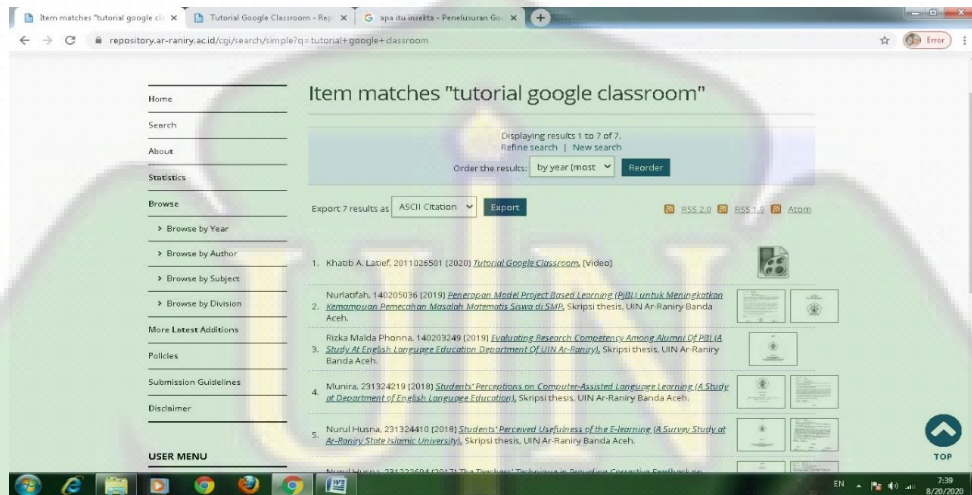 Item matches "tutorial google cla
Tutorial Google Classroom - Rep
apa itu insekta - Penelusuran Go
repository.ar-raniry.ac.id/cgi/search/simple?q=tutorial+google+classroom
Error
Home
Search
About
Statistics
Browse
> Browse by Year
> Browse by Author
> Browse by Subject
> Browse by Division
More Latest Additions
Policies
Submission Guidelines
Disclaimer
USER MENU
Item matches "tutorial google classroom"
Displaying results 1 to 7 of 7.
Refine search | New search
Order the results: by year (most Reorder
Export 7 results as ASCII Citation Export
RSS 2.0 RSS 1.0 Atom
1. Khatib A. Latief, 2011026501 (2020) Tutorial Google Classroom. [Video]
Nurlatifah, 140205036 (2019) Penerapan Model Project Based Learning (PjBL) untuk Meningkatkan
2. Kemampuan Pemecahan Masalah Matematis Siswa di SMP. Skripsi thesis, UIN Ar-Raniry Banda
Aceh.
Rizka Malda Phonna, 140203249 (2019) Evaluating Research Competency Among Alumni Of PBI (A
3. Study At English Language Education Department Of UIN Ar-Raniry). Skripsi thesis, UIN Ar-Raniry
Banda Aceh.
4. Munira, 231324219 (2018) Students' Perceptions on Computer-Assisted Language Learning (A Study
at Department of English Language Education). Skripsi thesis, UIN Ar-Raniry Banda Aceh.
5. Nurul Husna, 231324410 (2018) Students' Perceived Usefulness of the E-learning (A Survey Study at
Ar-Raniry State Islamic University). Skripsi thesis, UIN Ar-Raniry Banda Aceh.
TOP
EN
7:39
8/20/2020
UIN